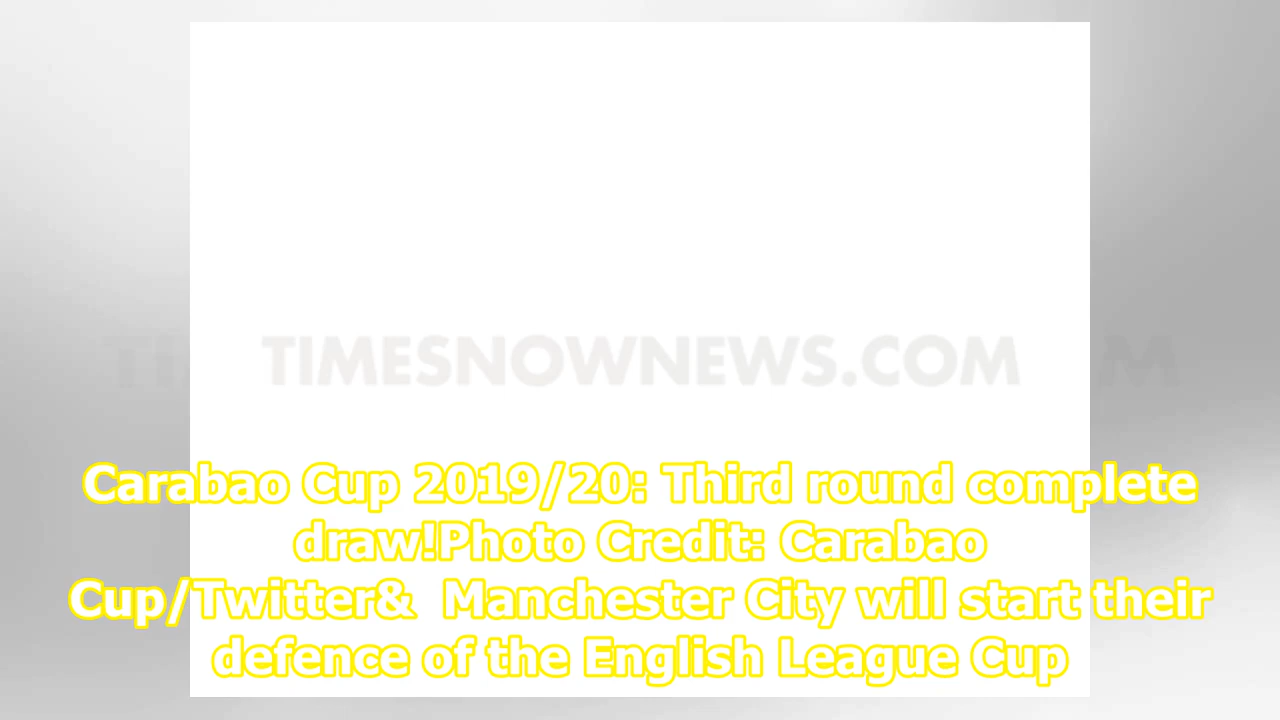 TIMESNOWNEWS.COM
Carabao Cup 2019/20: Third round complete
draw!Photo Credit: Carabao
Cup/Twitter&  Manchester City will start their
defence of the English League Cup